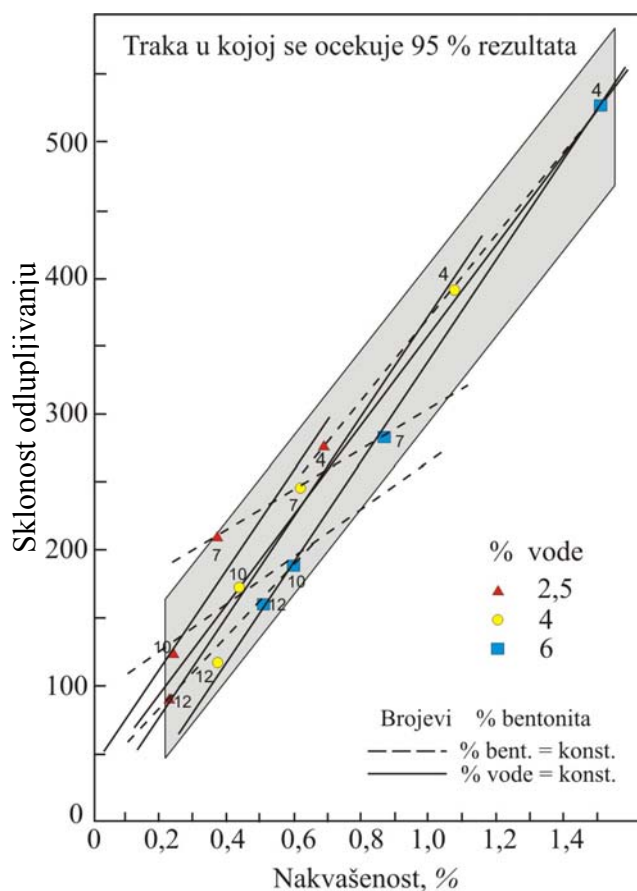 Traka u kojoj se ocekuje 95 % rezultata
Sklonost odlupljivanju
500
400
300
200
100
0
4
4
4
7
7
7
10
10
10
12
12
12
% vode
2,5
4
6
Brojevi % bentonita
% bent. = konst.
% vode = konst.
0 0,2 0,4 0,6 0,8 1,0 1,2 1,4
Nakvašenost, %